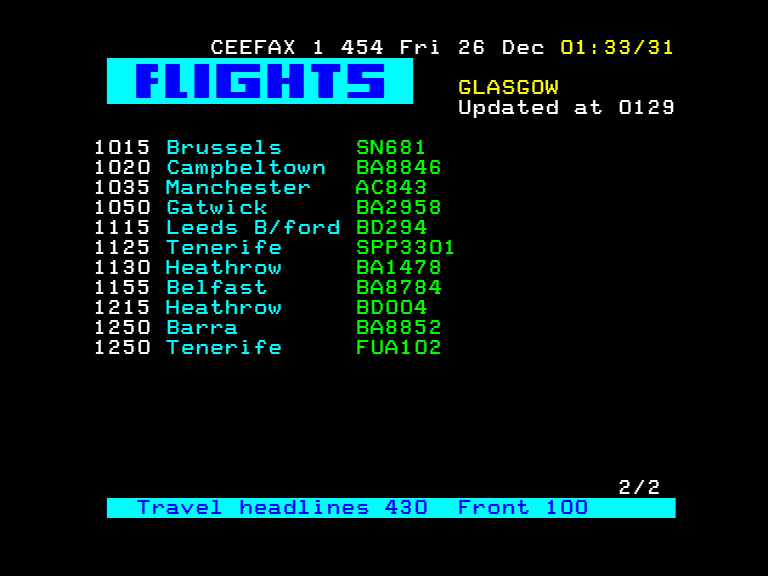 CEEFAX 1 454 Fri 26 Dec 01:33/31
FLIGHTS
GLASGOW
Updated at 0129
1015 Brussels SN681
1020 Campbeltown BA8846
1035 Manchester AC843
1050 Gatwick BA2958
1115 Leeds B/ford BD294
1125 Tenerife SPP3301
1130 Heathrow BA1478
1155 Belfast BA8784
1215 Heathrow BD004
1250 Barra BA8852
1250 Tenerife FUA102
2/2
Travel headlines 430 Front 100